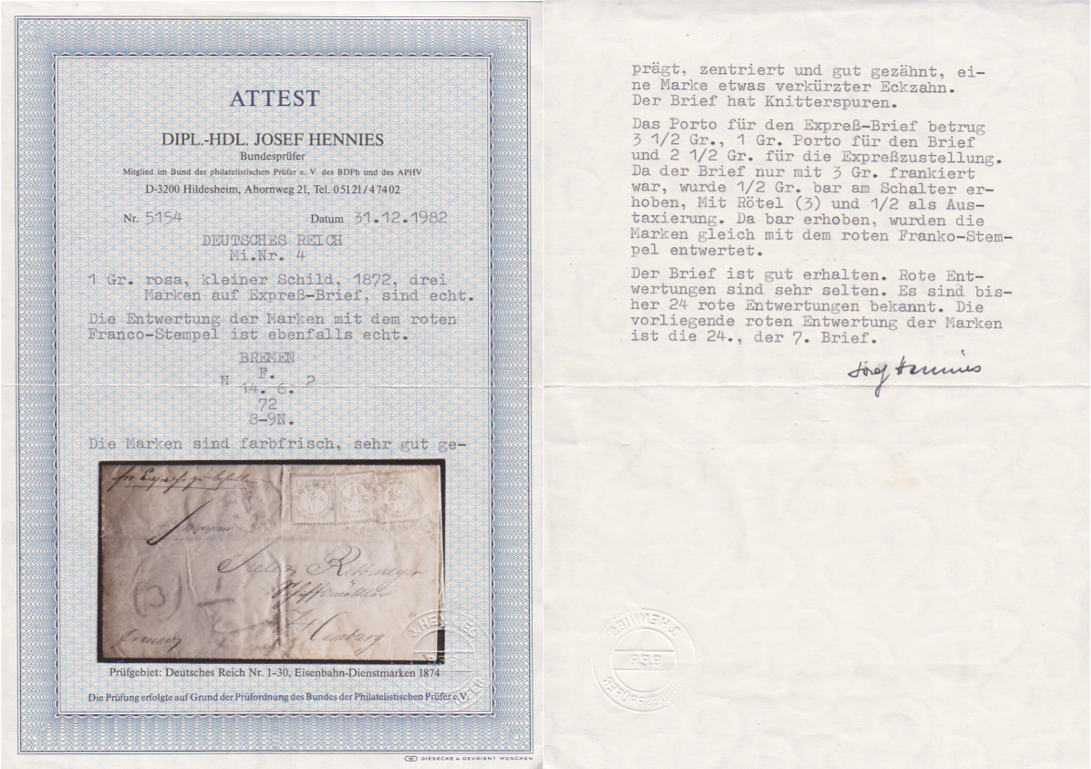 ATTEST
DIPL.-HDL. JOSEF HENNIES
Bundesprüfer
Mitglied im Bund der philatelistischen Prüfer e. V. des BDPb und des APHV
D-3200 Hildesheim, Ahornweg 21, Tel. 05121/47402
Nr. 5154 Datum 31.12.1982
DEUTSCHES REICH
Mi.Nr. 4
1 Gr. rosa, kleiner Schild, 1872, drei
Marken auf Expreß-Brief, sind echt.
Die Entwertung der Marken mit dem roten
Franco-Stempel ist ebenfalls echt.
BREMEN
F.
N 14. 6. 2
72
8-9N.
Die Marken sind farbfrisch, sehr gut ge-
(3)
Hamburg
J. HENNIES
Prüfgebiet: Deutsches Reich Nr. 1-30, Eisenbahn-Dienstmarken 1874
Die Prüfung erfolgte auf Grund der Prüfordnung des Bundes der Philatelistischen Prüfer e.V.
GIESECKE & DEVRIENT MÜNCHEN
prägt, zentriert und gut gezähnt, ei-
ne Marke etwas verkürzter Eckzahn.
Der Brief hat Knitterspuren.
Das Porto für den Expreß-Brief betrug
3 1/2 Gr., 1 Gr. Porto für den Brief
und 2 1/2 Gr. für die Expreßzustellung.
Da der Brief nur mit 3 Gr. frankiert
war, wurde 1/2 Gr. bar am Schalter er-
hoben, Mit Rötel (3) und 1/2 als Aus-
taxierung. Da bar erhoben, wurden die
Marken gleich mit dem roten Franko-Stem-
pel entwertet.
Der Brief ist gut erhalten. Rote Ent-
wertungen sind sehr selten. Es sind bis-
her 24 rote Entwertungen bekannt. Die
vorliegende roten Entwertung der Marken
ist die 24., der 7. Brief.
Josef Hennies